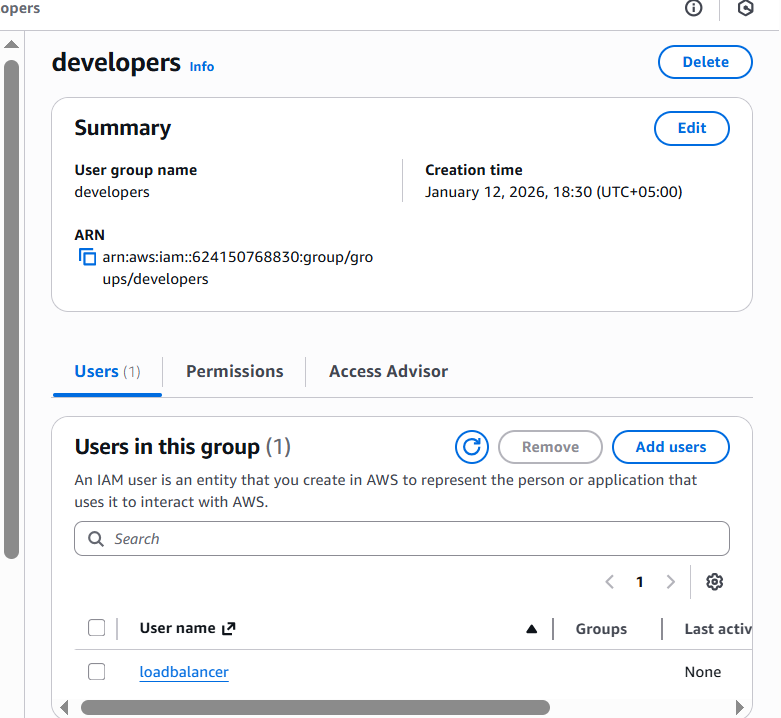 opers
developers Info
Delete
Summary
Edit
User group name
developers
Creation time
January 12, 2026, 18:30 (UTC+05:00)
ARN
arn:aws:iam::624150768830:group/gro
ups/developers
Users (1)
Permissions
Access Advisor
Users in this group (1)
Remove
Add users
An IAM user is an entity that you create in AWS to represent the person or application that
uses it to interact with AWS.
Search
1
User name
Groups
Last activ
loadbalancer
None